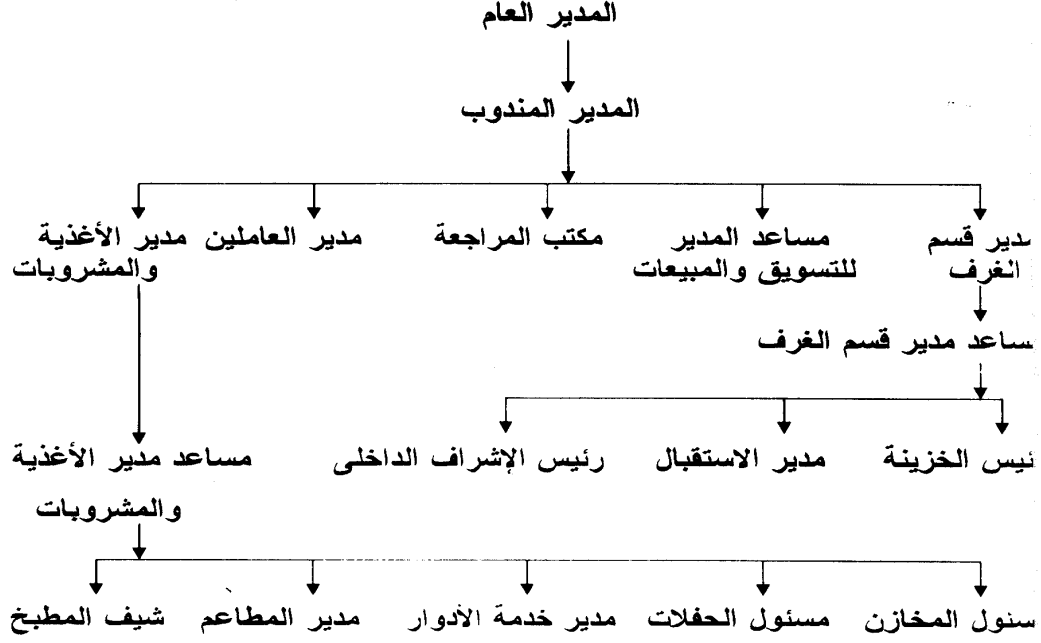 المدير العام
المدير المندوب
مدير قسم
الغرف
مساعد المدير
للتسويق والمبيعات
مكتب المراجعة
مدير العاملين
مدير الأغذية
والمشروبات
ساعد مدير قسم الغرف
ئيس الخزينة
مدير الاستقبال
رئيس الإشراف الداخلى
مساعد مدير الأغذية
والمشروبات
سئول المخازن
مسئول الحفلات
مدير خدمة الأدوار
مدير المطاعم
شيف المطبخ